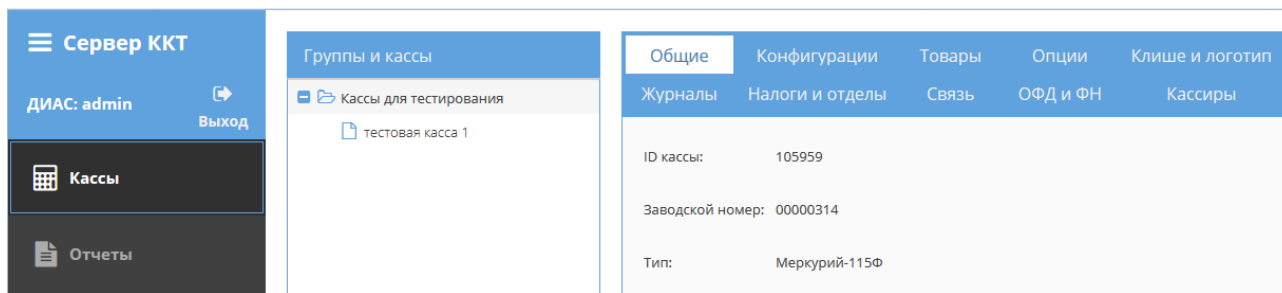 Сервер ККТ
ДИАС: admin
Выход
Кассы
Отчеты
Группы и кассы
Кассы для тестирования
тестовая касса 1
Общие Конфигурации Товары Опции Клише и логотип
Журналы Налоги и отделы Связь ОФД и ФН Кассиры
ID кассы: 105959
Заводской номер: 00000314
Тип: Меркурий-115Ф